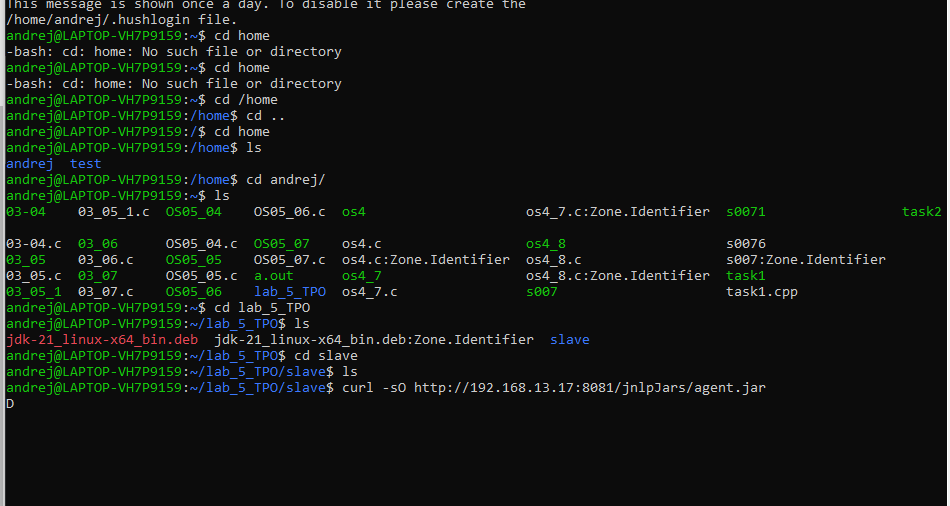 This message is shown once a day. To disable it please create the
/home/andrej/.hushlogin file.
andrej@LAPTOP-VH7P9159:~$ cd home
-bash: cd: home: No such file or directory
andrej@LAPTOP-VH7P9159:~$ cd home
-bash: cd: home: No such file or directory
andrej@LAPTOP-VH7P9159:~$ cd /home
andrej@LAPTOP-VH7P9159:/home$ cd ..
andrej@LAPTOP-VH7P9159:/$ cd home
andrej@LAPTOP-VH7P9159:/home$ ls
andrej  test
andrej@LAPTOP-VH7P9159:/home$ cd andrej/
andrej@LAPTOP-VH7P9159:~$ ls
03-04    03_05_1.c  OS05_04    OS05_06.c  os4                    os4_7.c:Zone.Identifier  s0071                 task2
03-04.c  03_06      OS05_04.c  OS05_07    os4.c                  os4_8                    s0076
03_05    03_06.c    OS05_05    OS05_07.c  os4.c:Zone.Identifier  os4_8.c                  s007:Zone.Identifier
03_05.c  03_07      OS05_05.c  a.out      os4_7                  os4_8.c:Zone.Identifier  task1
03_05_1  03_07.c    OS05_06    lab_5_TPO  os4_7.c                s007                     task1.cpp
andrej@LAPTOP-VH7P9159:~$ cd lab_5_TPO
andrej@LAPTOP-VH7P9159:~/lab_5_TPO$ ls
jdk-21_linux-x64_bin.deb  jdk-21_linux-x64_bin.deb:Zone.Identifier  slave
andrej@LAPTOP-VH7P9159:~/lab_5_TPO$ cd slave
andrej@LAPTOP-VH7P9159:~/lab_5_TPO/slave$ ls
andrej@LAPTOP-VH7P9159:~/lab_5_TPO/slave$ curl -sO http://192.168.13.17:8081/jnlpJars/agent.jar
D